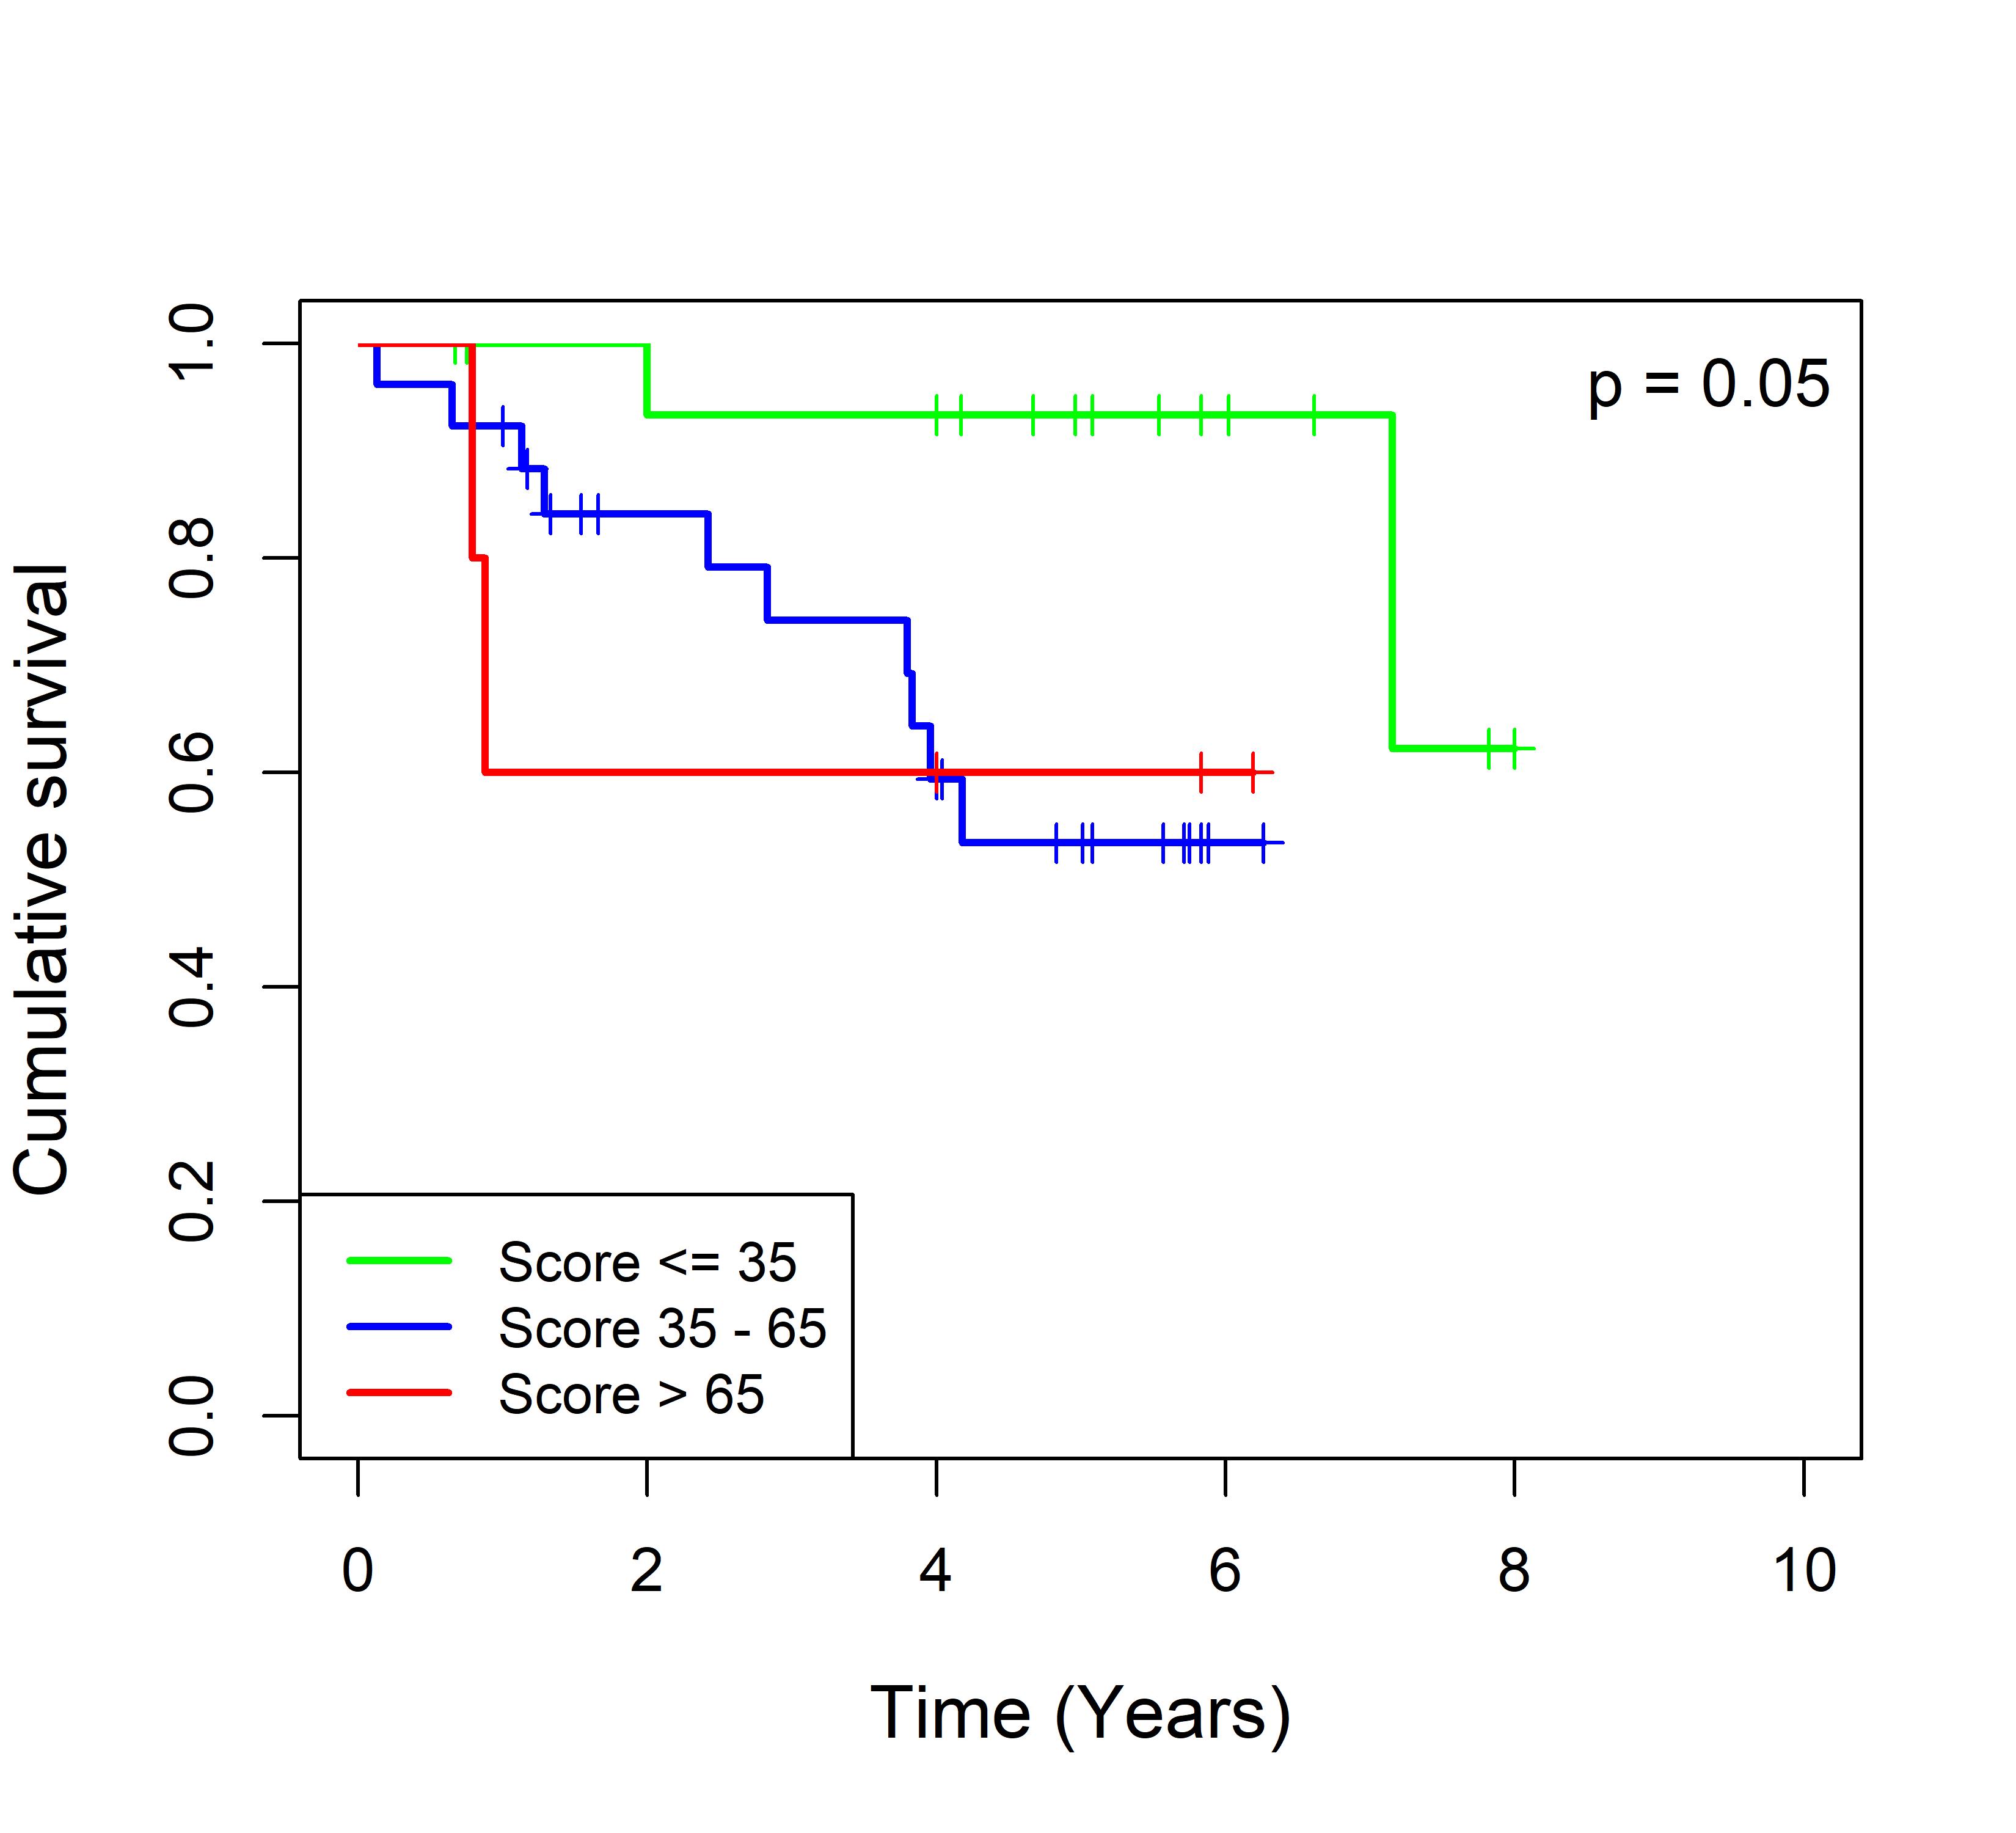 p = 0.05
Cumulative survival
1.0
0.8
0.6
0.4
0.2
0.0
Score <= 35
Score 35 - 65
Score > 65
0 2 4 6 8 10
Time (Years)